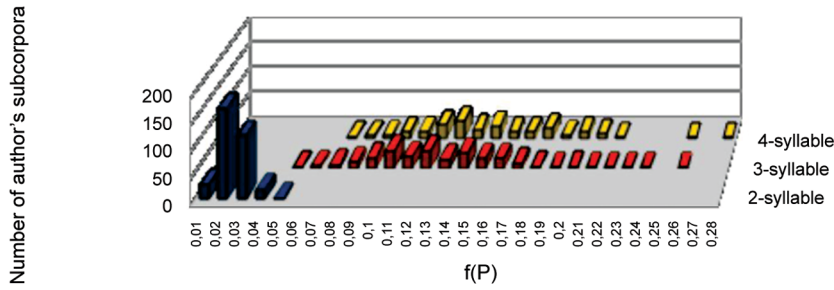 Number of author's subcorpora
200
150
100
50
0
4-syllable
3-syllable
2-syllable
0,01 0,02 0,03 0,04 0,05 0,06 0,07 0,08 0,09 0,1 0,11 0,12 0,13 0,14 0,15 0,16 0,17 0,18 0,19 0,2 0,21 0,22 0,23 0,24 0,25 0,26 0,27 0,28
f(P)